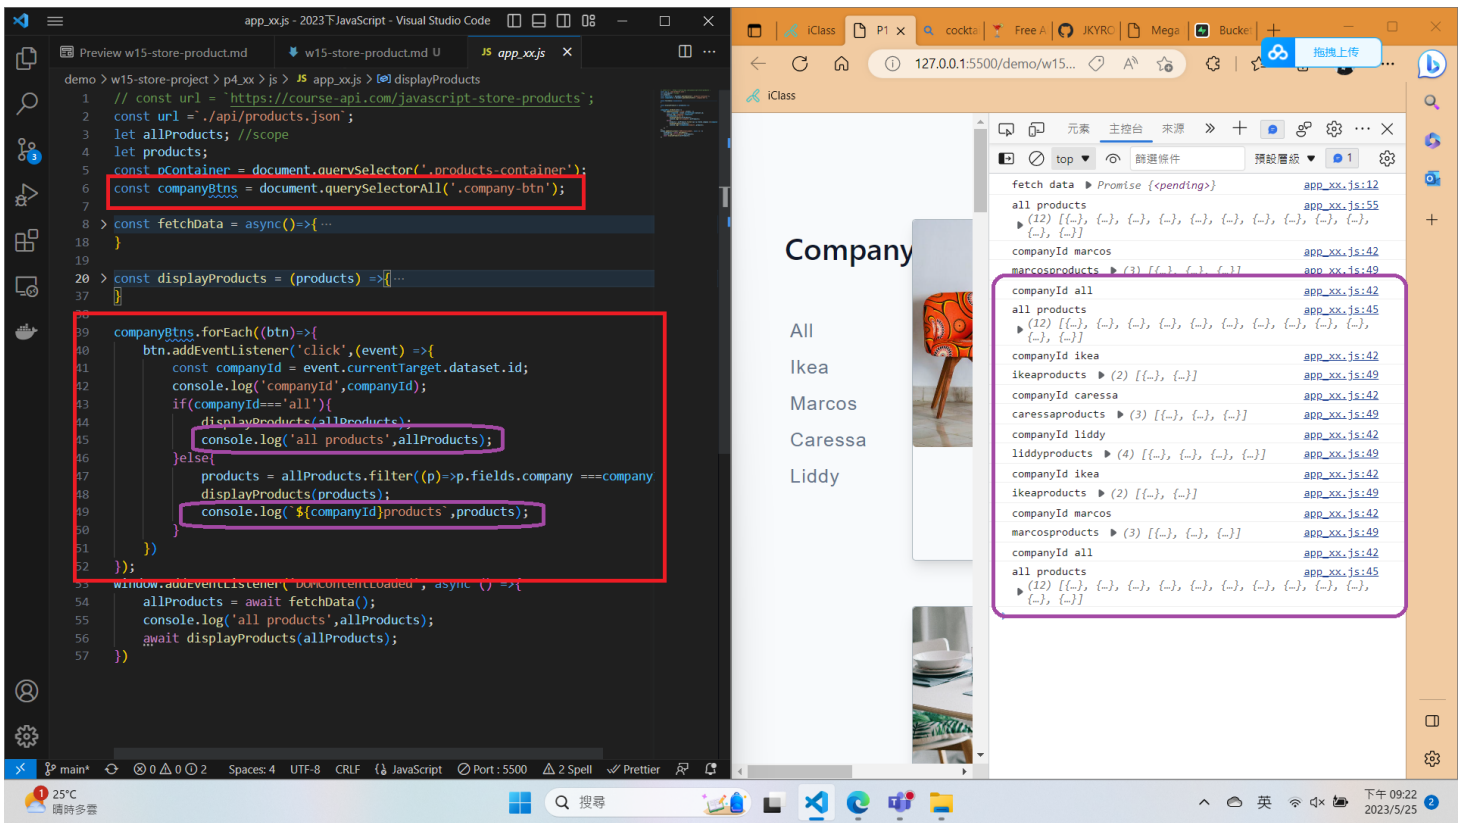 app_xx.js - 2023下JavaScript - Visual Studio Code
Preview w15-store-product.md
w15-store-product.md U
JS app_xx.js
demo > w15-store-project > p4_xx > js > JS app_xx.js > displayProducts
1 // const url = `https://course-api.com/javascript-store-products`;
2 const url =`./api/products.json`;
3 let allProducts; //scope
4 let products;
5 const pContainer = document.querySelector('.products-container');
6 const companyBtns = document.querySelectorAll('.company-btn');
7
8 const fetchData = async()=>{ ...
18 }
19
20 const displayProducts = (products) =>{ ...
37 }
38
39 companyBtns.forEach((btn)=>{
40 btn.addEventListener('click',(event) =>{
41 const companyId = event.currentTarget.dataset.id;
42 console.log('companyId',companyId);
43 if(companyId==='all'){
44 displayProducts(allProducts);
45 console.log('all products',allProducts);
46 }else{
47 products = allProducts.filter((p)=>p.fields.company ===company
48 displayProducts(products);
49 console.log(`${companyId}products`,products);
50 }
51 })
52 });
53 window.addEventListener('DOMContentLoaded', async () =>{
54 allProducts = await fetchData();
55 console.log('all products',allProducts);
56 await displayProducts(allProducts);
57 })
3
main*
0 0 2
Spaces: 4
UTF-8
CRLF
JavaScript
Port : 5500
2 Spell
Prettier
iClass
P1
cockta
Free A
JKYRO
Mega
Bucket
拖拽上传
127.0.0.1:5500/demo/w15...
iClass
Company
All
Ikea
Marcos
Caressa
Liddy
元素
主控台
來源
top
篩選條件
預設層級
1
fetch data Promise {<pending>} app_xx.js:12
all products app_xx.js:55
(12) [{…}, {…}, {…}, {…}, {…}, {…}, {…}, {…}, {…}, {…},
{…}, {…}]
companyId marcos app_xx.js:42
marcosproducts (3) [{…}, {…}, {…}] app_xx.js:49
companyId all app_xx.js:42
all products app_xx.js:45
(12) [{…}, {…}, {…}, {…}, {…}, {…}, {…}, {…}, {…}, {…},
{…}, {…}]
companyId ikea app_xx.js:42
ikeaproducts (2) [{…}, {…}] app_xx.js:49
companyId caressa app_xx.js:42
caressaproducts (3) [{…}, {…}, {…}] app_xx.js:49
companyId liddy app_xx.js:42
liddyproducts (4) [{…}, {…}, {…}, {…}] app_xx.js:49
companyId ikea app_xx.js:42
ikeaproducts (2) [{…}, {…}] app_xx.js:49
companyId marcos app_xx.js:42
marcosproducts (3) [{…}, {…}, {…}] app_xx.js:49
companyId all app_xx.js:42
all products app_xx.js:45
(12) [{…}, {…}, {…}, {…}, {…}, {…}, {…}, {…}, {…}, {…},
{…}, {…}]
1
25°C
晴時多雲
搜尋
英
下午 09:22
2023/5/25
2